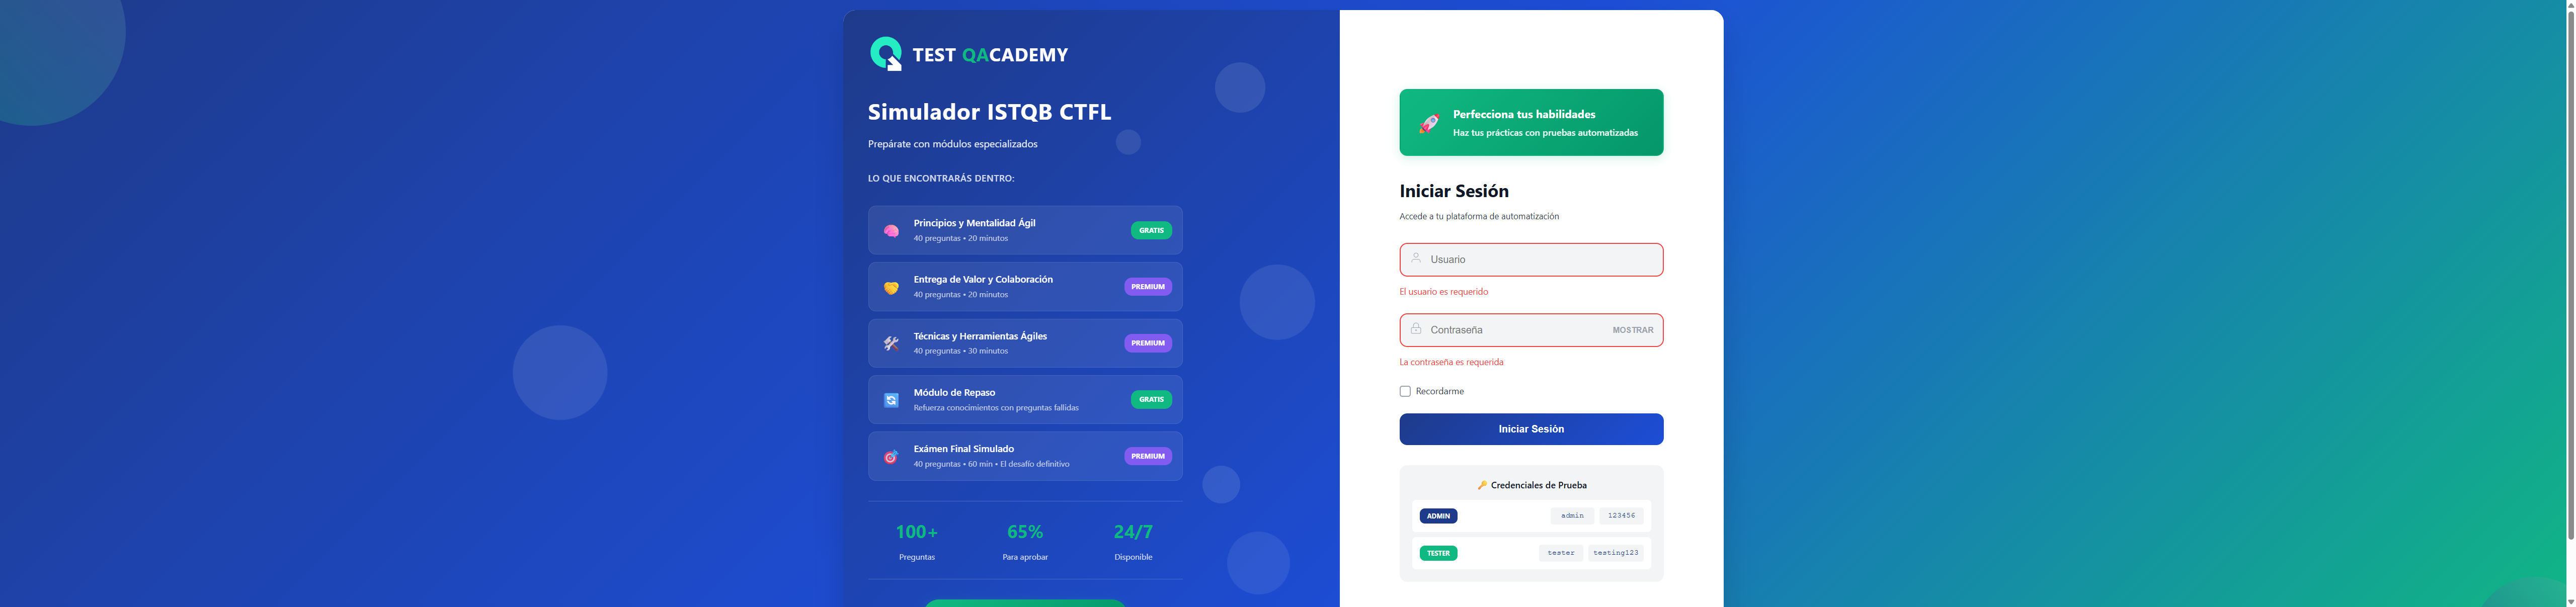 TEST QACADEMY
Simulador ISTQB CTFL
Prepárate con módulos especializados
LO QUE ENCONTRARÁS DENTRO:
Principios y Mentalidad Ágil
40 preguntas • 20 minutos
GRATIS
Entrega de Valor y Colaboración
40 preguntas • 20 minutos
PREMIUM
Técnicas y Herramientas Ágiles
40 preguntas • 30 minutos
PREMIUM
Módulo de Repaso
Refuerza conocimientos con preguntas fallidas
GRATIS
Exámen Final Simulado
40 preguntas • 60 min • El desafío definitivo
PREMIUM
100+
Preguntas
65%
Para aprobar
24/7
Disponible
Perfecciona tus habilidades
Haz tus prácticas con pruebas automatizadas
Iniciar Sesión
Accede a tu plataforma de automatización
Usuario
El usuario es requerido
Contraseña
MOSTRAR
La contraseña es requerida
Recordarme
Iniciar Sesión
Credenciales de Prueba
ADMIN admin 123456
TESTER tester testing123